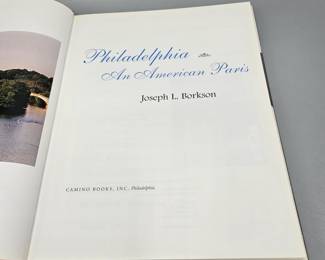 Philadelphia
An American Paris
Joseph L. Borkson
CAMINO BOOKS, INC. Philadelphia